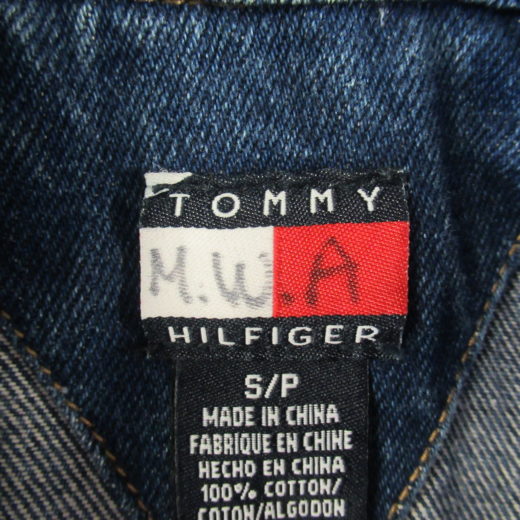 TOMMY
M.W.A
HILFIGER
S/P
MADE IN CHINA
FABRIQUE EN CHINE
HECHO EN CHINA
100% COTTON/
COTON/ALGODON